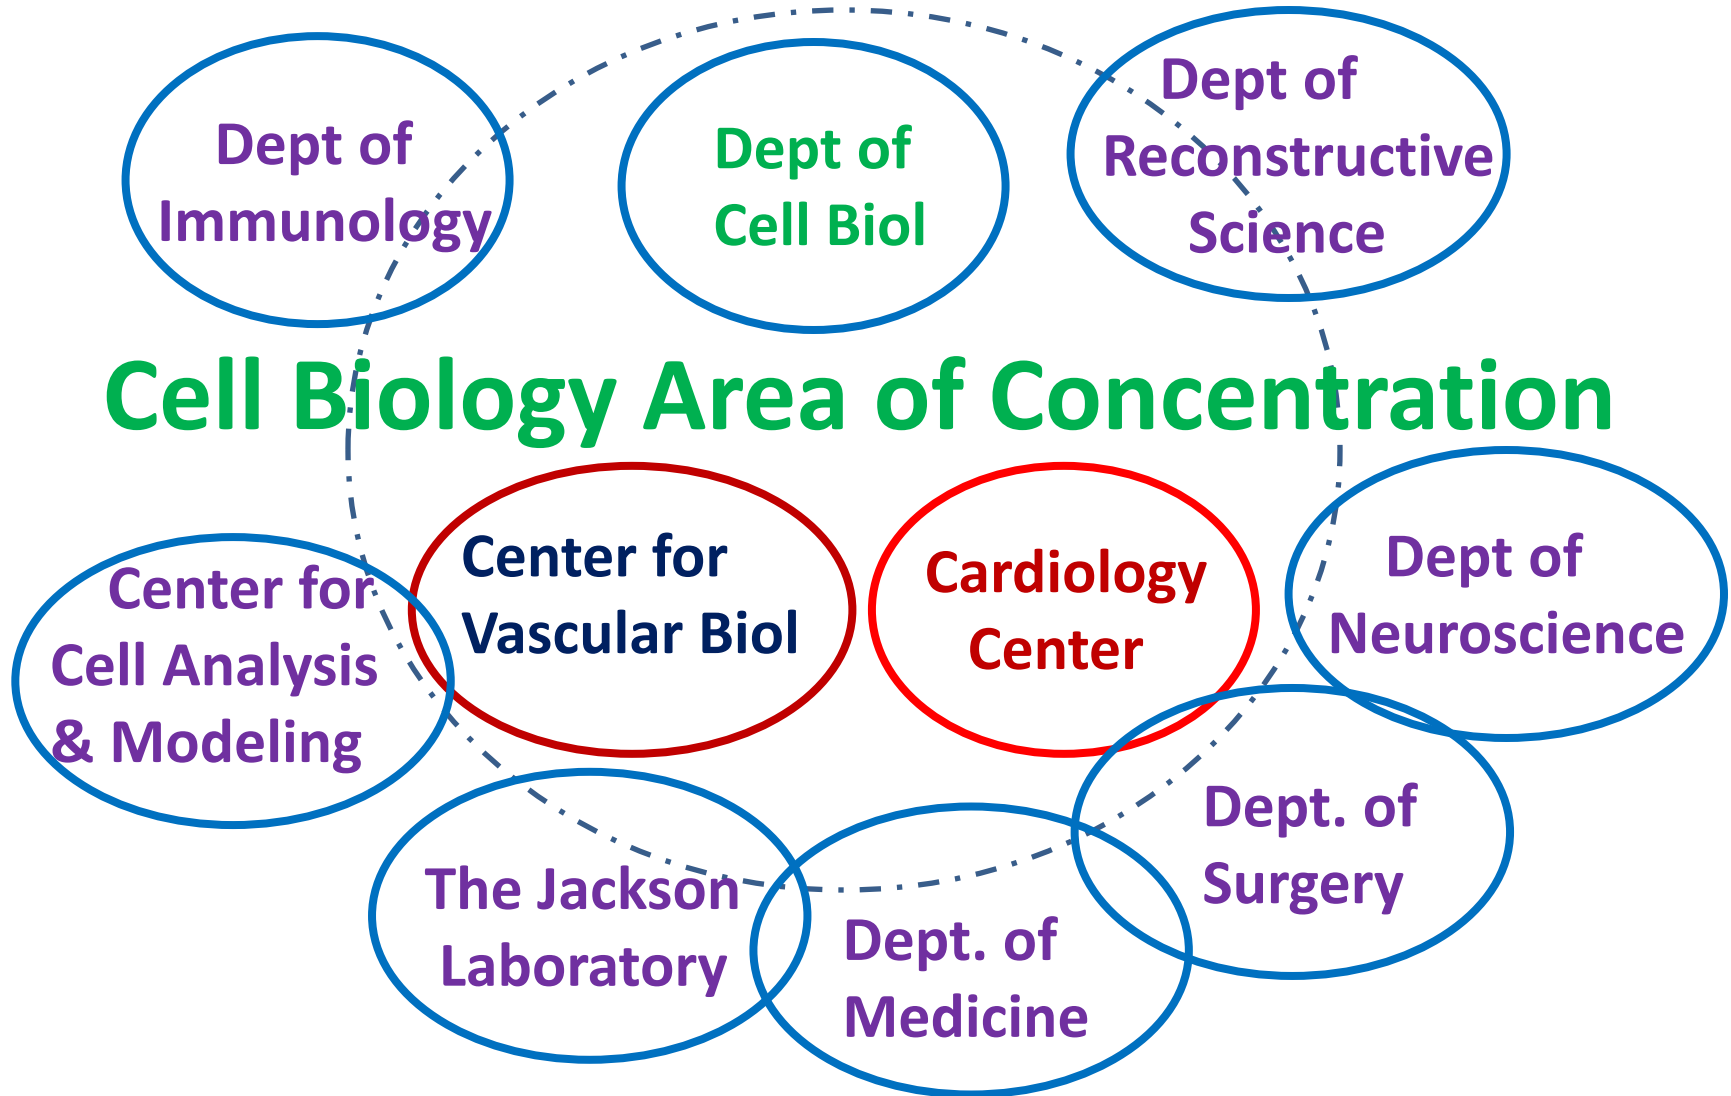 Dept of
Immunology
Dept of
Cell Biol
Dept of
Reconstructive
Science
Cell Biology Area of Concentration
Center for
Cell Analysis
& Modeling
Center for
Vascular Biol
Cardiology
Center
Dept of
Neuroscience
The Jackson
Laboratory
Dept. of
Medicine
Dept. of
Surgery